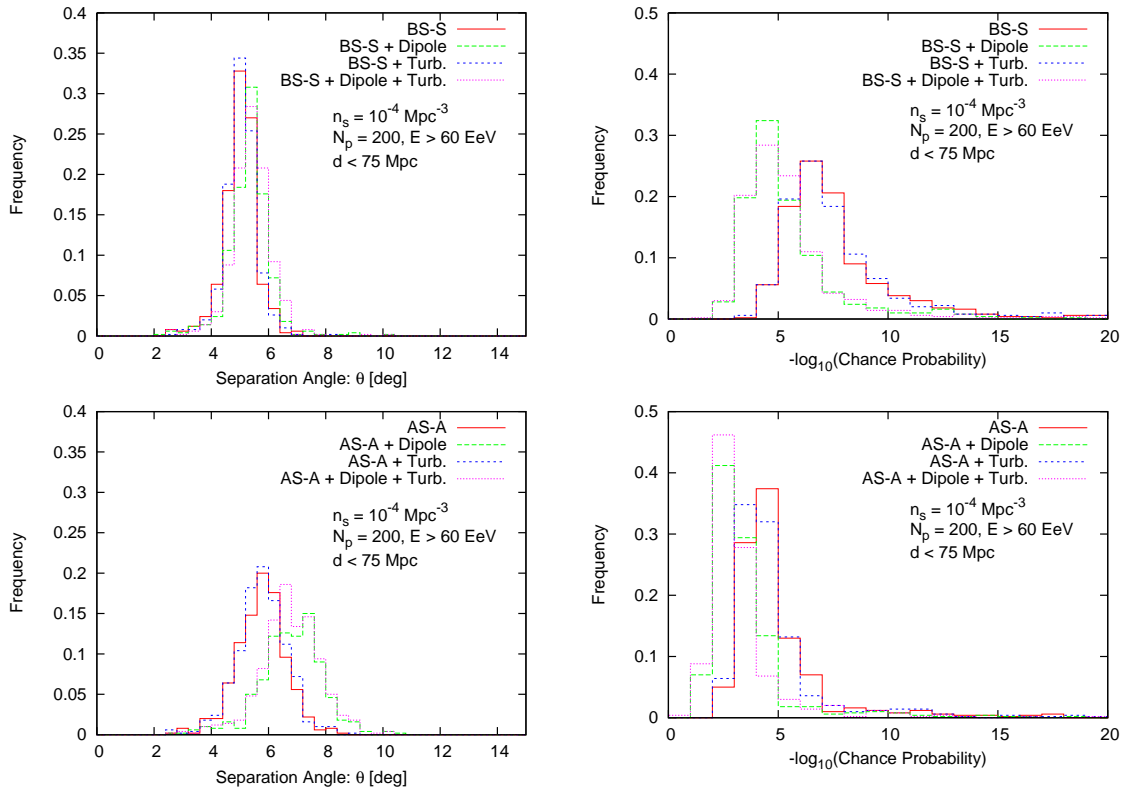 BS-S
BS-S + Dipole
BS-S + Turb.
BS-S + Dipole + Turb.
n_s = 10^-4 Mpc^-3
N_p = 200, E > 60 EeV
d < 75 Mpc
Frequency
0.4
0.35
0.3
0.25
0.2
0.15
0.1
0.05
0
0 2 4 6 8 10 12 14
Separation Angle: θ [deg]
BS-S
BS-S + Dipole
BS-S + Turb.
BS-S + Dipole + Turb.
n_s = 10^-4 Mpc^-3
N_p = 200, E > 60 EeV
d < 75 Mpc
Frequency
0.5
0.4
0.3
0.2
0.1
0
0 5 10 15 20
-log_10(Chance Probability)
AS-A
AS-A + Dipole
AS-A + Turb.
AS-A + Dipole + Turb.
n_s = 10^-4 Mpc^-3
N_p = 200, E > 60 EeV
d < 75 Mpc
Frequency
0.4
0.35
0.3
0.25
0.2
0.15
0.1
0.05
0
0 2 4 6 8 10 12 14
Separation Angle: θ [deg]
AS-A
AS-A + Dipole
AS-A + Turb.
AS-A + Dipole + Turb.
n_s = 10^-4 Mpc^-3
N_p = 200, E > 60 EeV
d < 75 Mpc
Frequency
0.5
0.4
0.3
0.2
0.1
0
0 5 10 15 20
-log_10(Chance Probability)